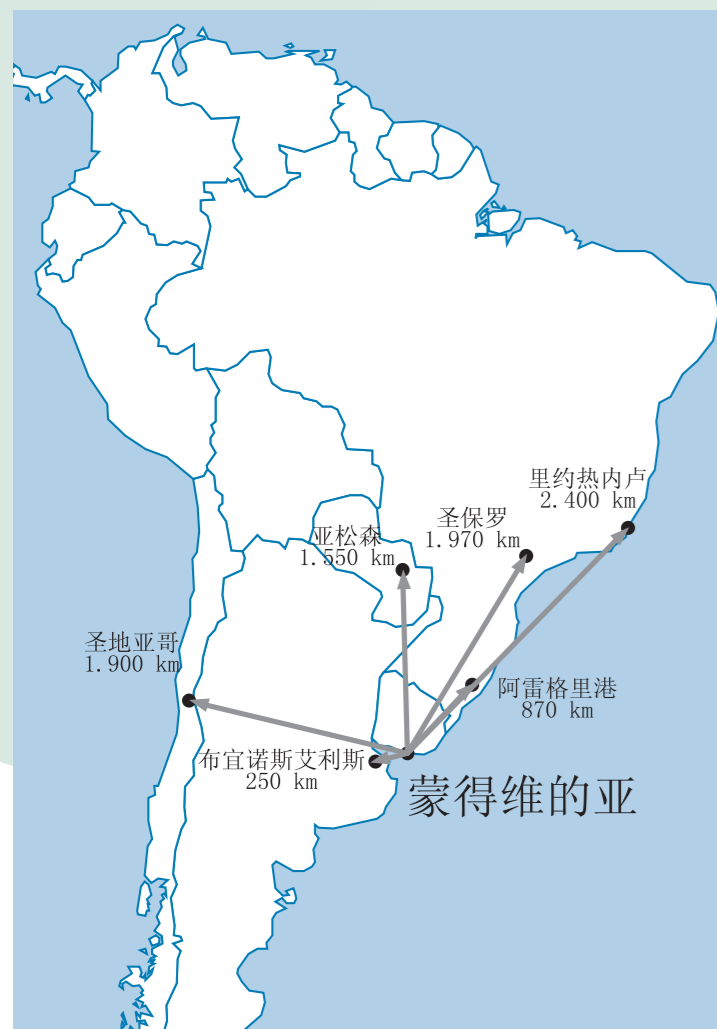 里约热内卢
2.400 km
圣保罗
1.970 km
亚松森
1.550 km
圣地亚哥
1.900 km
阿雷格里港
870 km
布宜诺斯艾利斯
250 km
蒙得维的亚